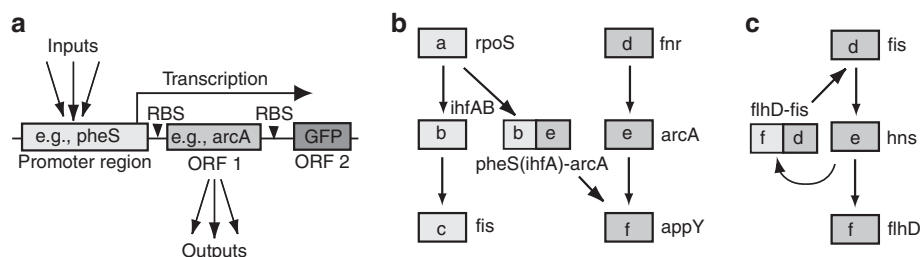 a
Inputs
Transcription
RBS
RBS
e.g., pheS
e.g., arcA
GFP
Promoter region
ORF 1
ORF 2
Outputs
b
a
rpoS
d
fnr
ihfAB
b
b
e
e
arcA
pheS(ihfA)-arcA
c
fis
f
appY
c
d
fis
flhD-fis
f
d
e
hns
f
flhD